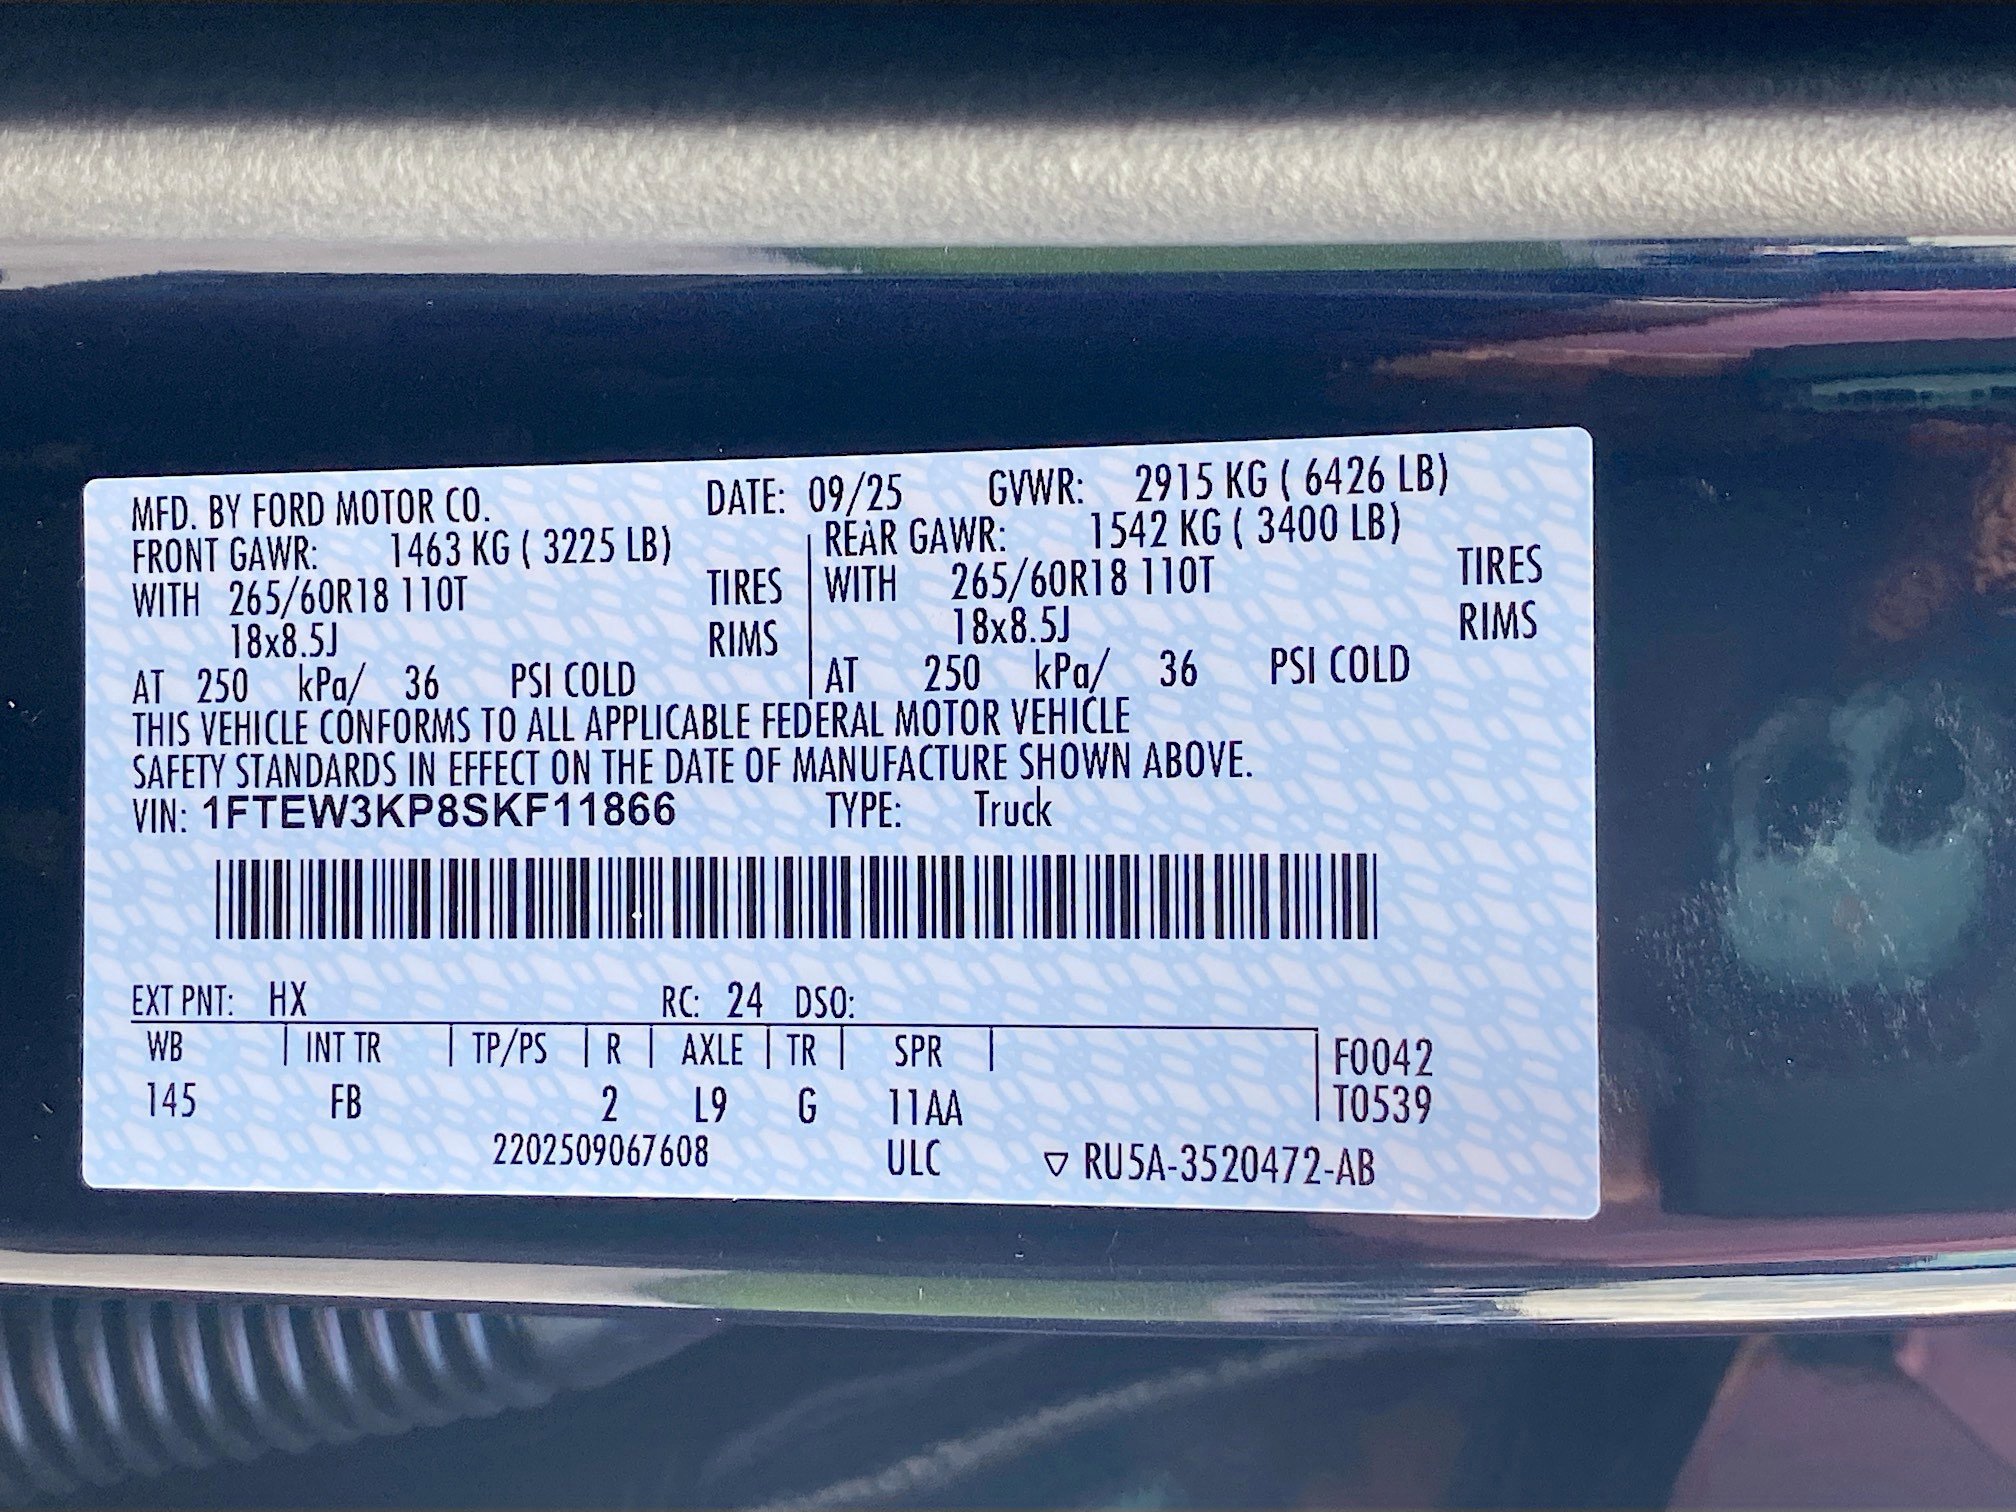 MFD. BY FORD MOTOR CO. DATE: 09/25 GVWR: 2915 KG ( 6426 LB)
FRONT GAWR: 1463 KG ( 3225 LB) REAR GAWR: 1542 KG ( 3400 LB)
WITH 265/60R18 110T TIRES WITH 265/60R18 110T TIRES
18x8.5J RIMS 18x8.5J RIMS
AT 250 kPa/ 36 PSI COLD AT 250 kPa/ 36 PSI COLD
THIS VEHICLE CONFORMS TO ALL APPLICABLE FEDERAL MOTOR VEHICLE
SAFETY STANDARDS IN EFFECT ON THE DATE OF MANUFACTURE SHOWN ABOVE.
VIN: 1FTEW3KP8SKF11866 TYPE: Truck
EXT PNT: HX RC: 24 DSO:
WB INT TR TP/PS R AXLE TR SPR F0042
145 FB 2 L9 G 11AA T0539
2202509067608 ULC ▽ RU5A-3520472-AB